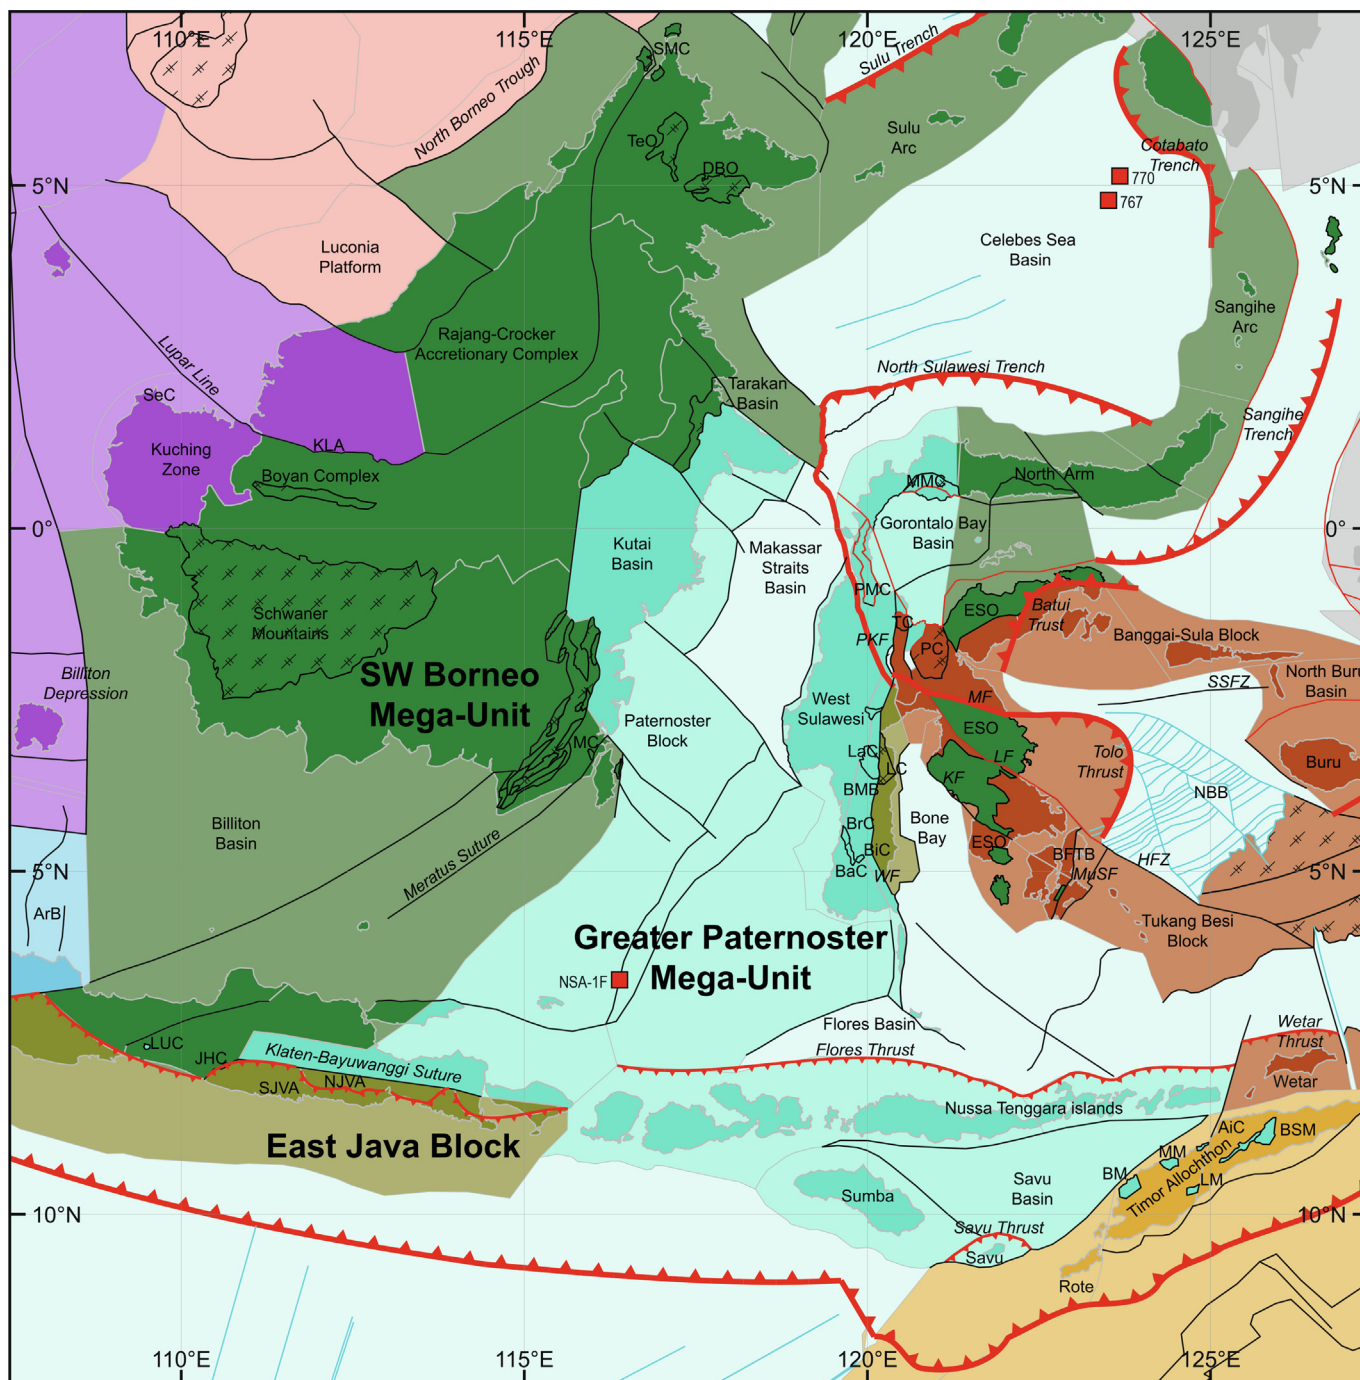 110°E
115°E
120°E
125°E
SMC
Sulu Trench
North Borneo Trough
TeO
DBO
Sulu
Arc
Cotabato
Trench
770
767
5°N
5°N
Luconia
Platform
Celebes Sea
Basin
Sangihe
Arc
Rajang-Crocker
Accretionary Complex
Lupar Line
North Sulawesi Trench
SeC
Tarakan
Basin
Sangihe
Trench
Kuching
Zone
KLA
Boyan Complex
MMC
North Arm
0°
0°
Gorontalo Bay
Basin
Kutai
Basin
Makassar
Straits
Basin
PMC
Schwaner
Mountains
TC
ESO
Batui
Trust
PKF
PC
Banggai-Sula Block
Billiton
Depression
SW Borneo
Mega-Unit
SSFZ
North Buru
Basin
West
Sulawesi
MF
Paternoster
Block
ESO
MC
LaC
LC
LF
Tolo
Thrust
Buru
KF
BMB
NBB
Billiton
Basin
BrC
Bone
Bay
BiC
ESO
BFTB
HFZ
Meratus Suture
BaC
WF
MuSF
5°N
5°N
ArB
Tukang Besi
Block
Greater Paternoster
Mega-Unit
NSA-1F
Flores Basin
Wetar
Thrust
LUC
JHC
Klaten-Bayuwanggi Suture
Flores Thrust
SJVA
NJVA
Wetar
Nussa Tenggara islands
East Java Block
AiC
BSM
MM
Timor Allochthon
BM
LM
Savu
Basin
Sumba
10°N
10°N
Savu Thrust
Savu
Rote
110°E
115°E
120°E
125°E